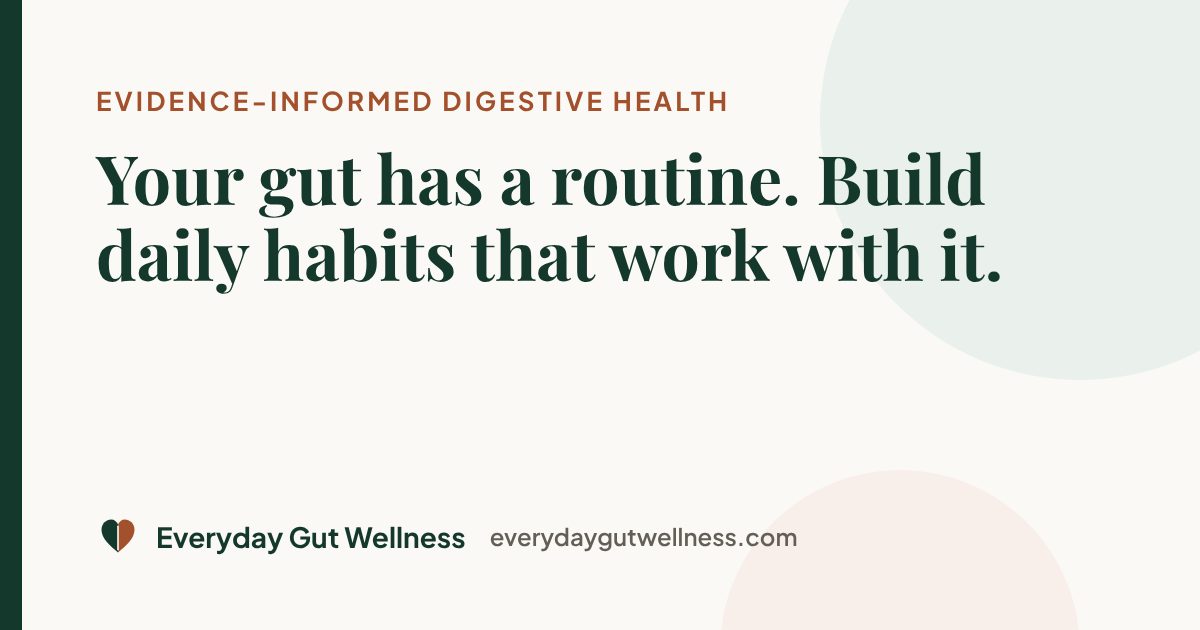 EVIDENCE-INFORMED DIGESTIVE HEALTH
Your gut has a routine. Build
daily habits that work with it.
Everyday Gut Wellness everydaygutwellness.com